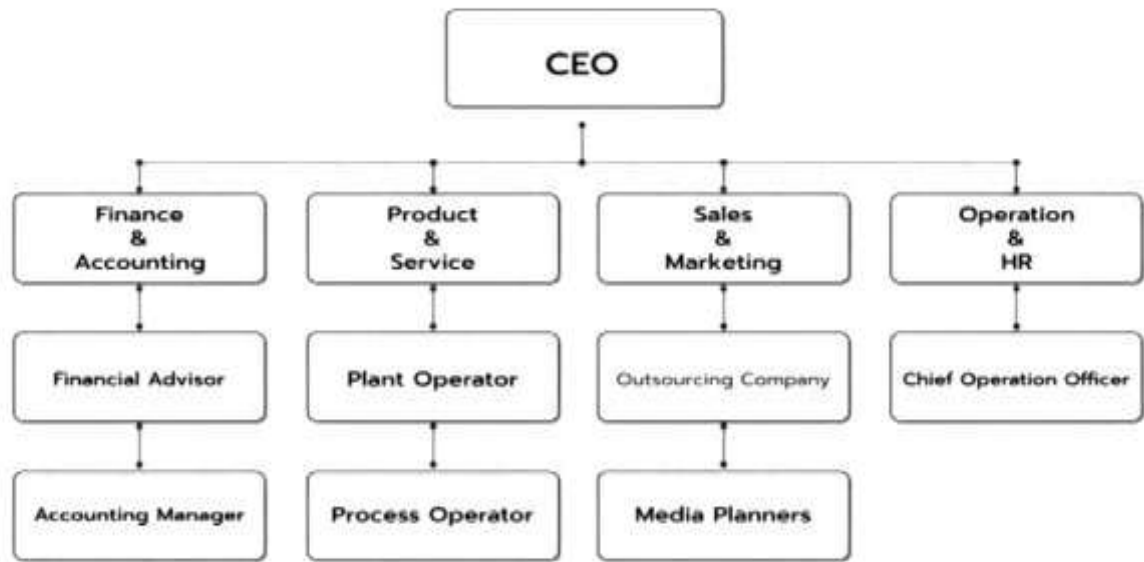 CEO
Finance
&
Accounting
Product
&
Service
Sales
&
Marketing
Operation
&
HR
Financial Advisor
Plant Operator
Outsourcing Company
Chief Operation Officer
Accounting Manager
Process Operator
Media Planners